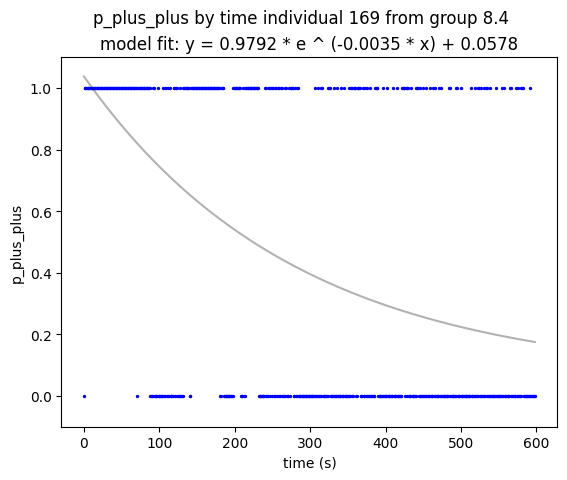 p_plus_plus by time individual 169 from group 8.4
model fit: y = 0.9792 * e ^ (-0.0035 * x) + 0.0578
1.0
0.8
0.6
0.4
0.2
0.0
p_plus_plus
0 100 200 300 400 500 600
time (s)